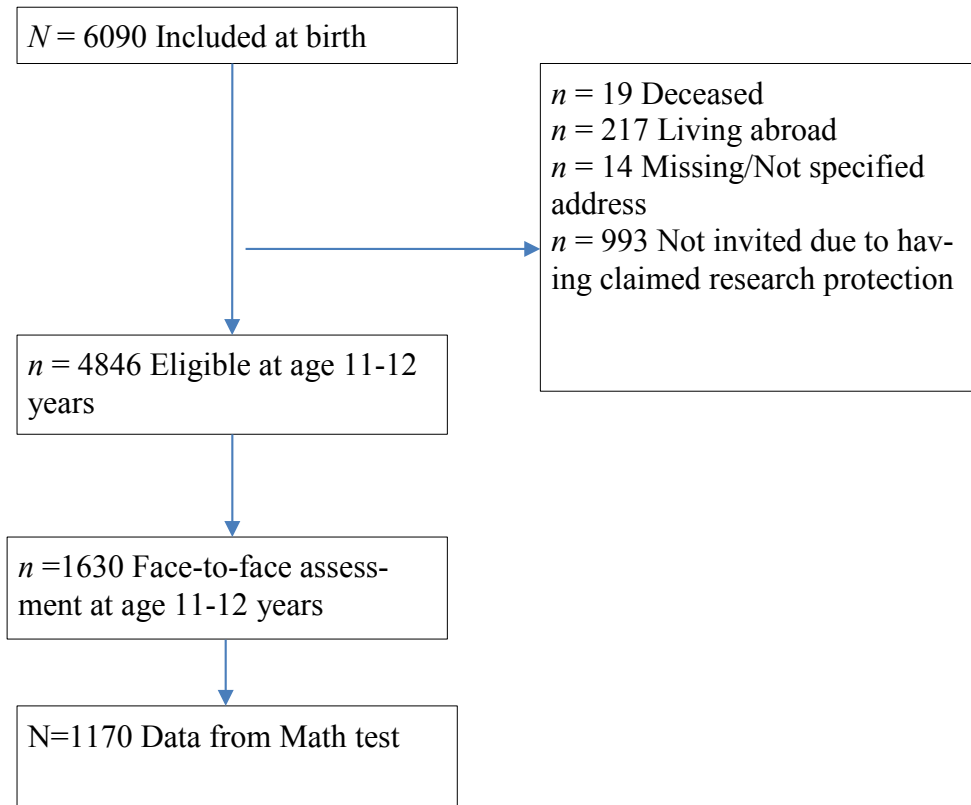 N = 6090 Included at birth
n = 19 Deceased
n = 217 Living abroad
n = 14 Missing/Not specified
address
n = 993 Not invited due to hav-
ing claimed research protection
n = 4846 Eligible at age 11-12
years
n =1630 Face-to-face assess-
ment at age 11-12 years
N=1170 Data from Math test